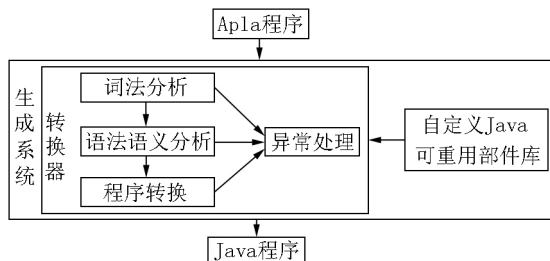 Apla程序
生成系统
转换器
词法分析
语法语义分析
程序转换
异常处理
自定义Java
可重用部件库
Java程序